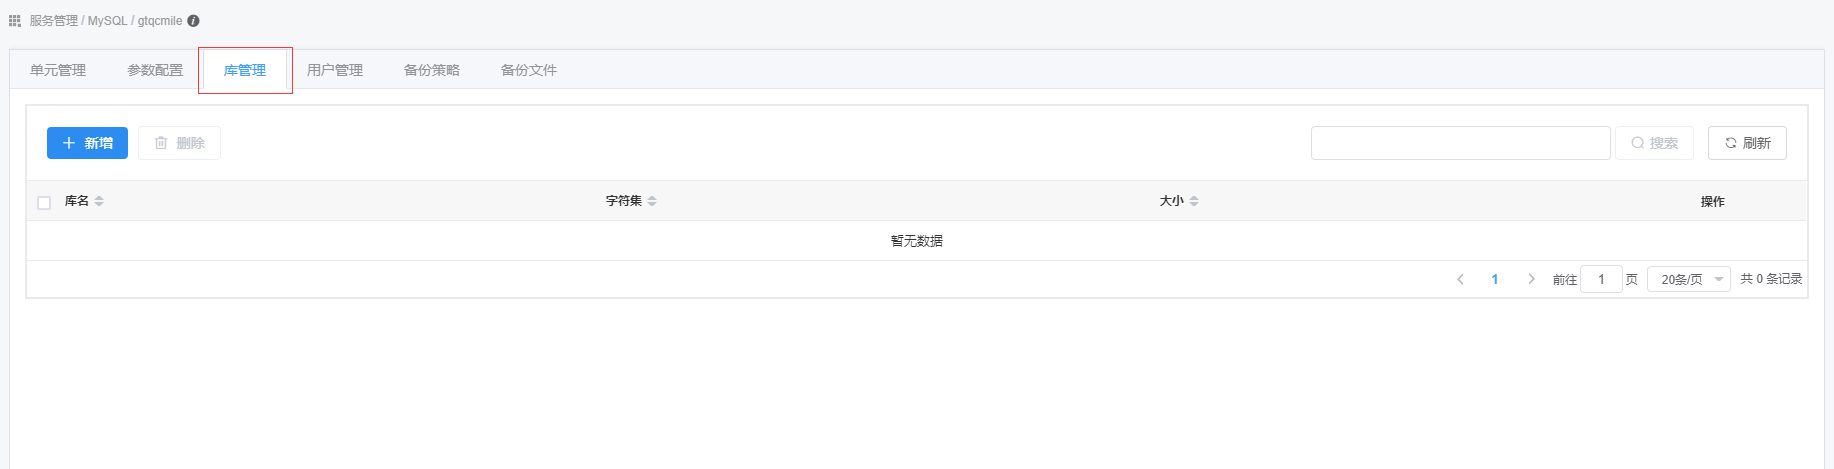 服务管理 / MySQL / gtqcmile
单元管理 参数配置 库管理 用户管理 备份策略 备份文件
新增 删除 搜索 刷新
库名 字符集 大小 操作
暂无数据
1 前往 1 页 20条/页 共 0 条记录